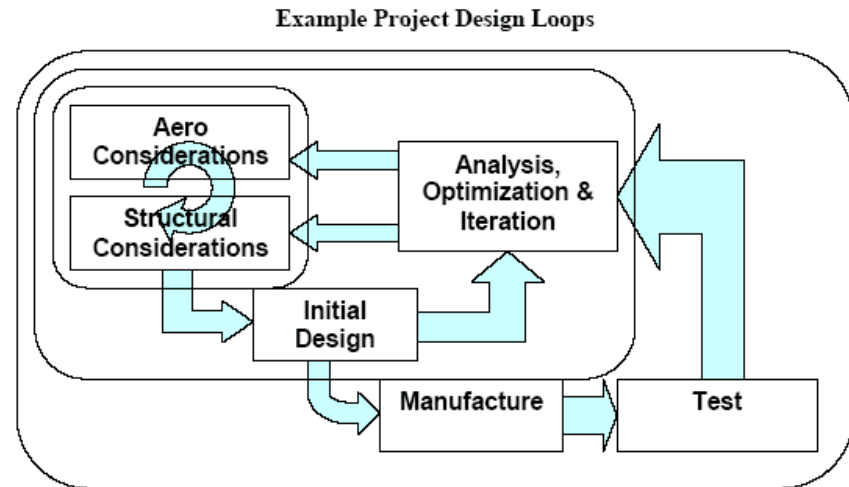 Example Project Design Loops
Aero
Considerations
Structural
Considerations
Analysis,
Optimization &
Iteration
Initial
Design
Manufacture
Test